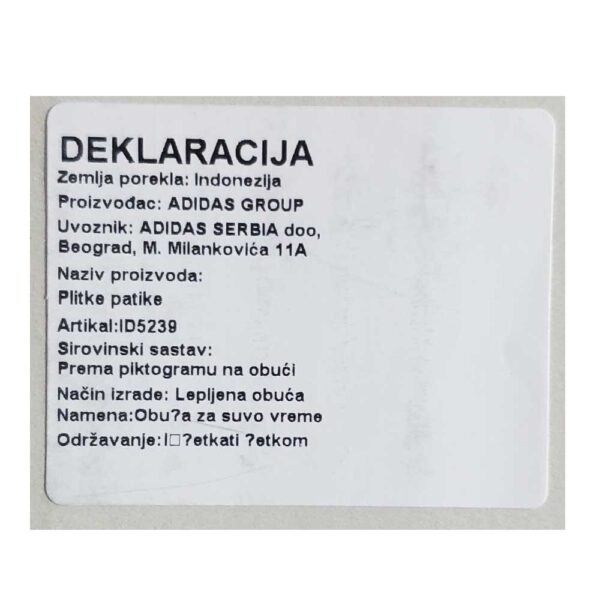 DEKLARACIJA
Zemlja porekla: Indonezija
Proizvođac: ADIDAS GROUP
Uvoznik: ADIDAS SERBIA doo,
Beograd, M. Milankovića 11A
Naziv proizvoda:
Plitke patike
Artikal:ID5239
Sirovinski sastav:
Prema piktogramu na obući
Način izrade: Lepljena obuća
Namena:Obu?a za suvo vreme
Održavanje:I□?etkati ?etkom